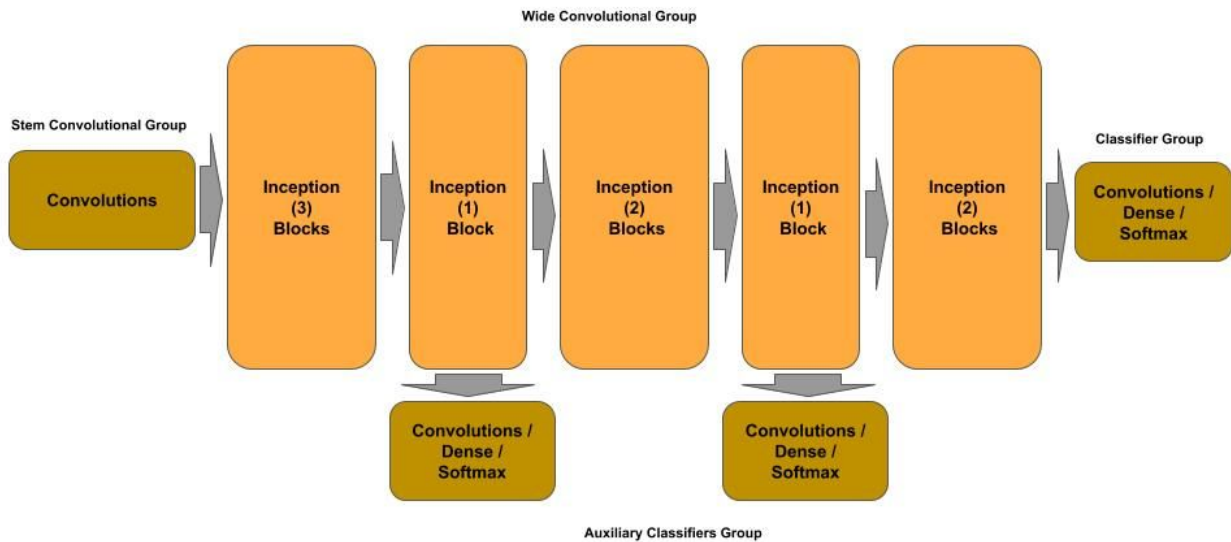 Wide Convolutional Group
Stem Convolutional Group
Convolutions
Inception
(3)
Blocks
Inception
(1)
Block
Inception
(2)
Blocks
Inception
(1)
Block
Inception
(2)
Blocks
Classifier Group
Convolutions /
Dense /
Softmax
Convolutions /
Dense /
Softmax
Convolutions /
Dense /
Softmax
Auxiliary Classifiers Group